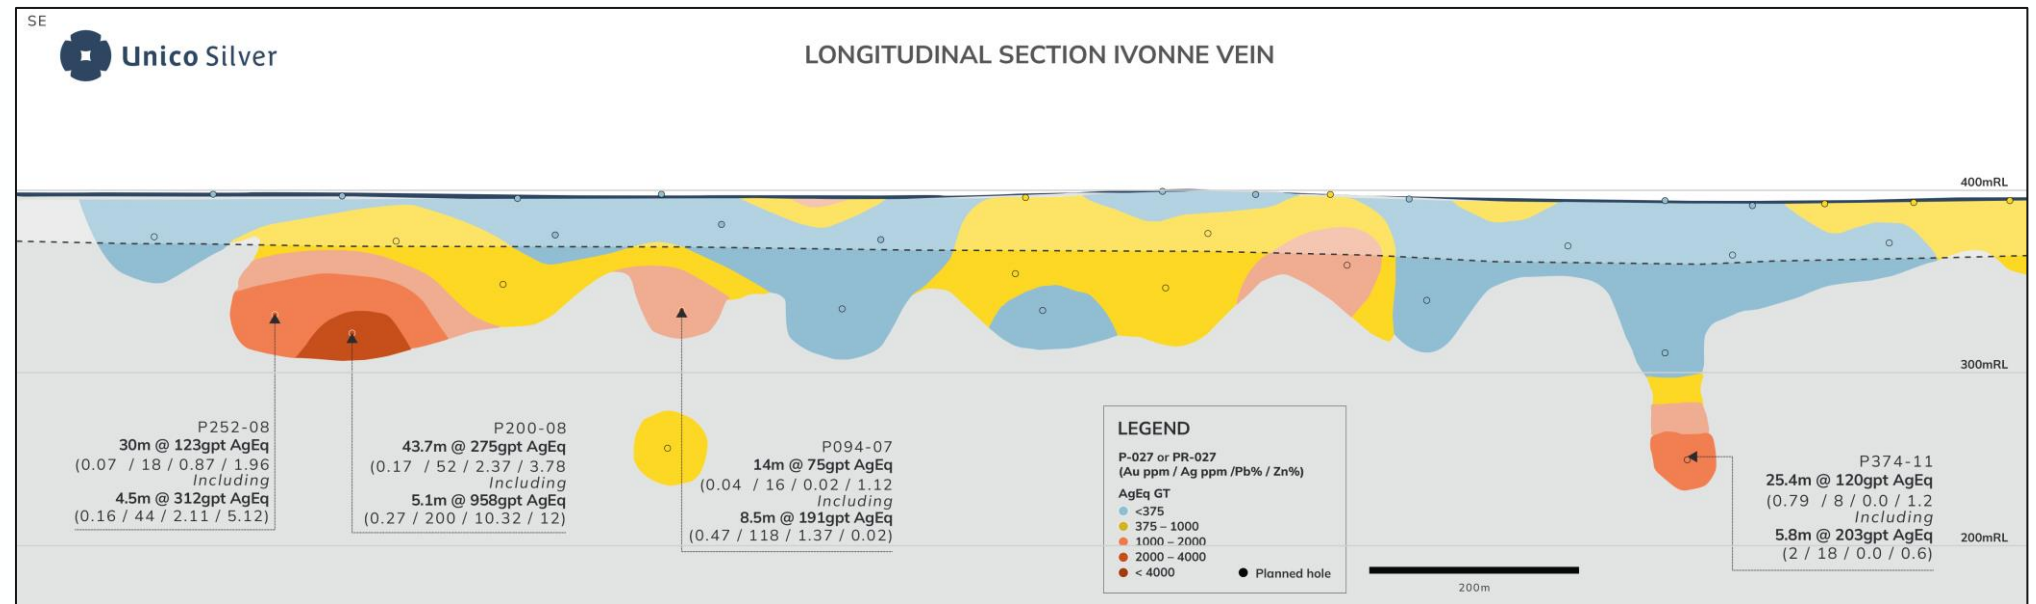 SE
Unico Silver
LONGITUDINAL SECTION IVONNE VEIN
400mRL
300mRL
200mRL
P252-08
30m @ 123gpt AgEq
(0.07 / 18 / 0.87 / 1.96
Including
4.5m @ 312gpt AgEq
(0.16 / 44 / 2.11 / 5.12)
P200-08
43.7m @ 275gpt AgEq
(0.17 / 52 / 2.37 / 3.78
Including
5.1m @ 958gpt AgEq
(0.27 / 200 / 10.32 / 12)
P094-07
14m @ 75gpt AgEq
(0.04 / 16 / 0.02 / 1.12
Including
8.5m @ 191gpt AgEq
(0.47 / 118 / 1.37 / 0.02)
LEGEND
P-027 or PR-027
(Au ppm / Ag ppm /Pb% / Zn%)
AgEq GT
<375
375 – 1000
1000 – 2000
2000 – 4000
< 4000
Planned hole
200m
P374-11
25.4m @ 120gpt AgEq
(0.79 / 8 / 0.0 / 1.2
Including
5.8m @ 203gpt AgEq
(2 / 18 / 0.0 / 0.6)